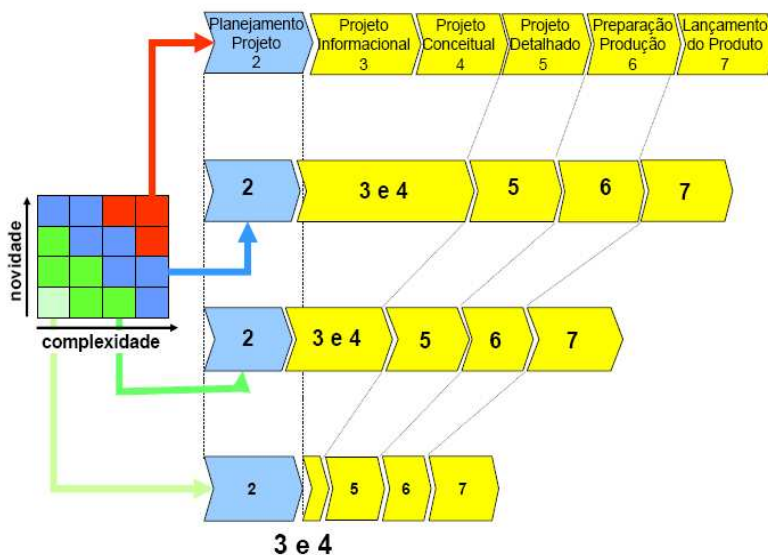 Planejamento
Projeto
2
Projeto
Informacional
3
Projeto
Conceitual
4
Projeto
Detalhado
5
Preparação
Produção
6
Lançamento
do Produto
7
2
3 e 4
5
6
7
novidade
complexidade
2
3 e 4
5
6
7
2
5
6
7
3 e 4